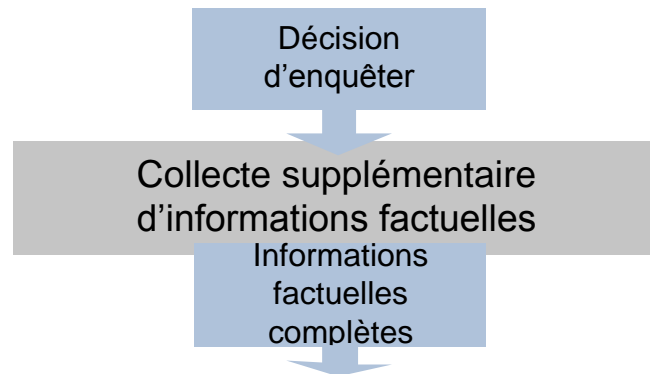 Décision
d’enquêter
Collecte supplémentaire
d’informations factuelles
Informations
factuelles
complètes